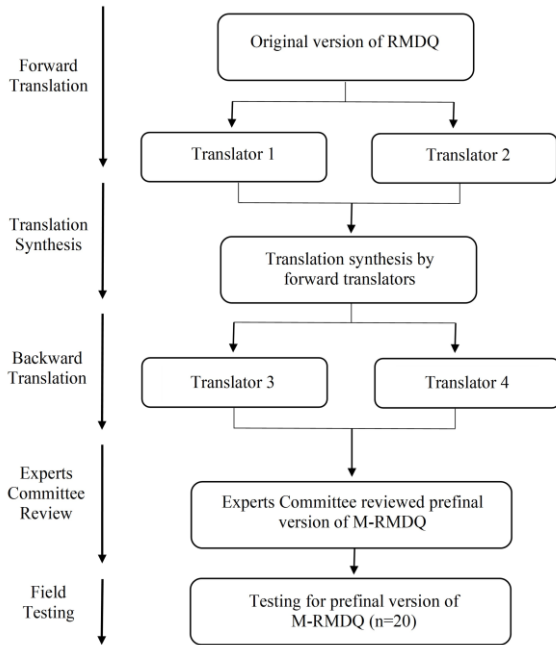 Original version of RMDQ
Forward
Translation
Translator 1
Translator 2
Translation
Synthesis
Translation synthesis by
forward translators
Backward
Translation
Translator 3
Translator 4
Experts
Committee
Review
Experts Committee reviewed prefinal
version of M-RMDQ
Field
Testing
Testing for prefinal version of
M-RMDQ (n=20)